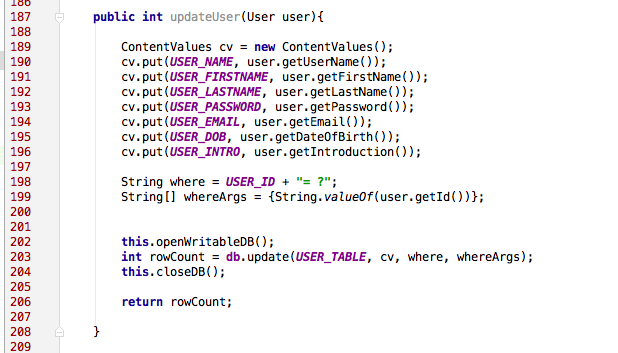 186
187 public int updateUser(User user){
188
189 ContentValues cv = new ContentValues();
190 cv.put(USER_NAME, user.getUserName());
191 cv.put(USER_FIRSTNAME, user.getFirstName());
192 cv.put(USER_LASTNAME, user.getLastName());
193 cv.put(USER_PASSWORD, user.getPassword());
194 cv.put(USER_EMAIL, user.getEmail());
195 cv.put(USER_DOB, user.getDateOfBirth());
196 cv.put(USER_INTRO, user.getIntroduction());
197
198 String where = USER_ID + "= ?";
199 String[] whereArgs = {String.valueOf(user.getId())};
200
201
202 this.openWritableDB();
203 int rowCount = db.update(USER_TABLE, cv, where, whereArgs);
204 this.closeDB();
205
206 return rowCount;
207
208 }
209